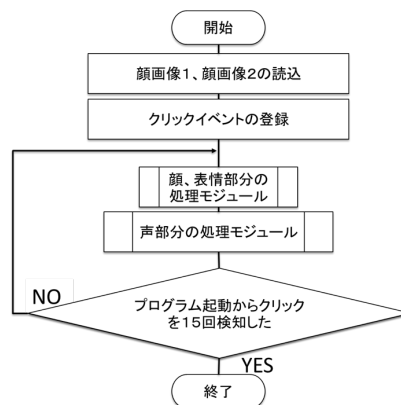 開始
顔画像1、顔画像2の読込
クリックイベントの登録
顔、表情部分の
処理モジュール
声部分の処理モジュール
NO
プログラム起動からクリック
を15回検知した
YES
終了